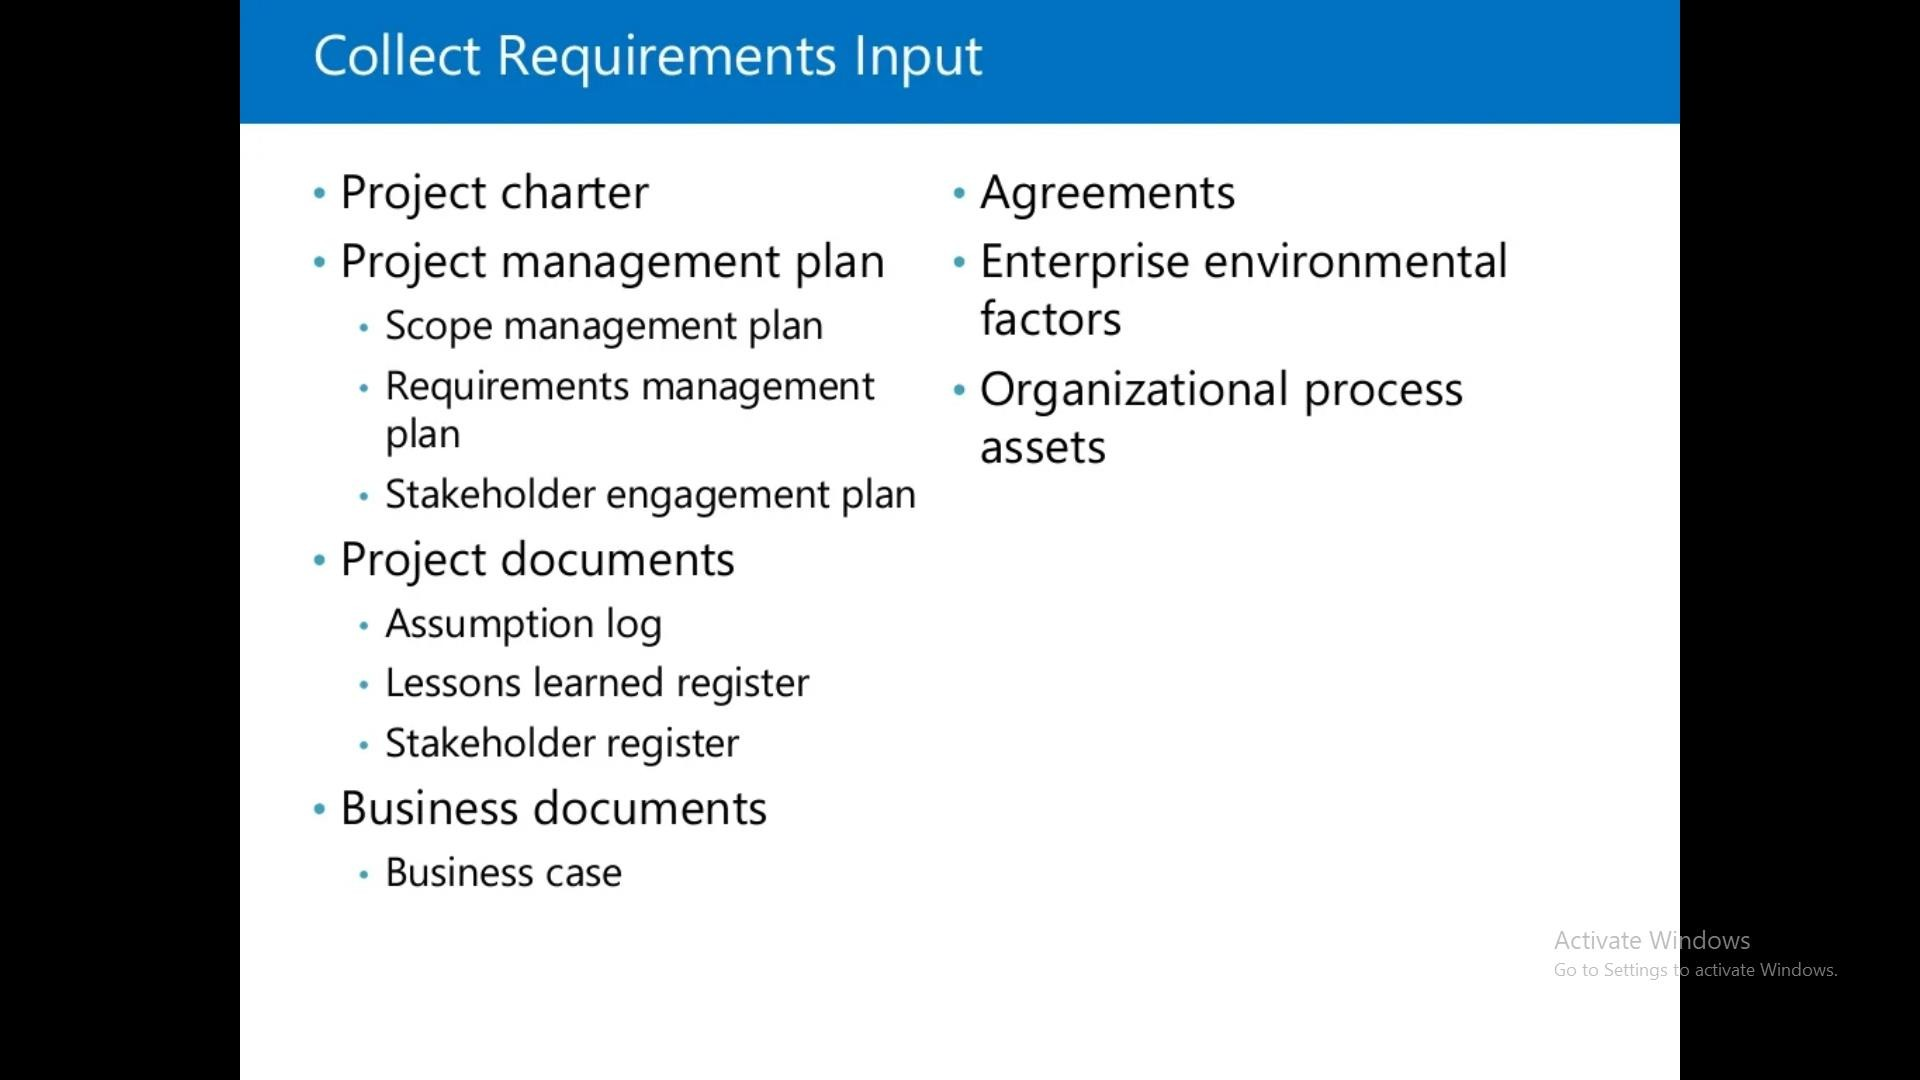 Collect Requirements Input
• Project charter
• Project management plan
• Scope management plan
• Requirements management
plan
• Stakeholder engagement plan
• Project documents
• Assumption log
• Lessons learned register
• Stakeholder register
• Business documents
• Business case
• Agreements
• Enterprise environmental
factors
• Organizational process
assets
Activate Windows
Go to Settings to activate Windows.